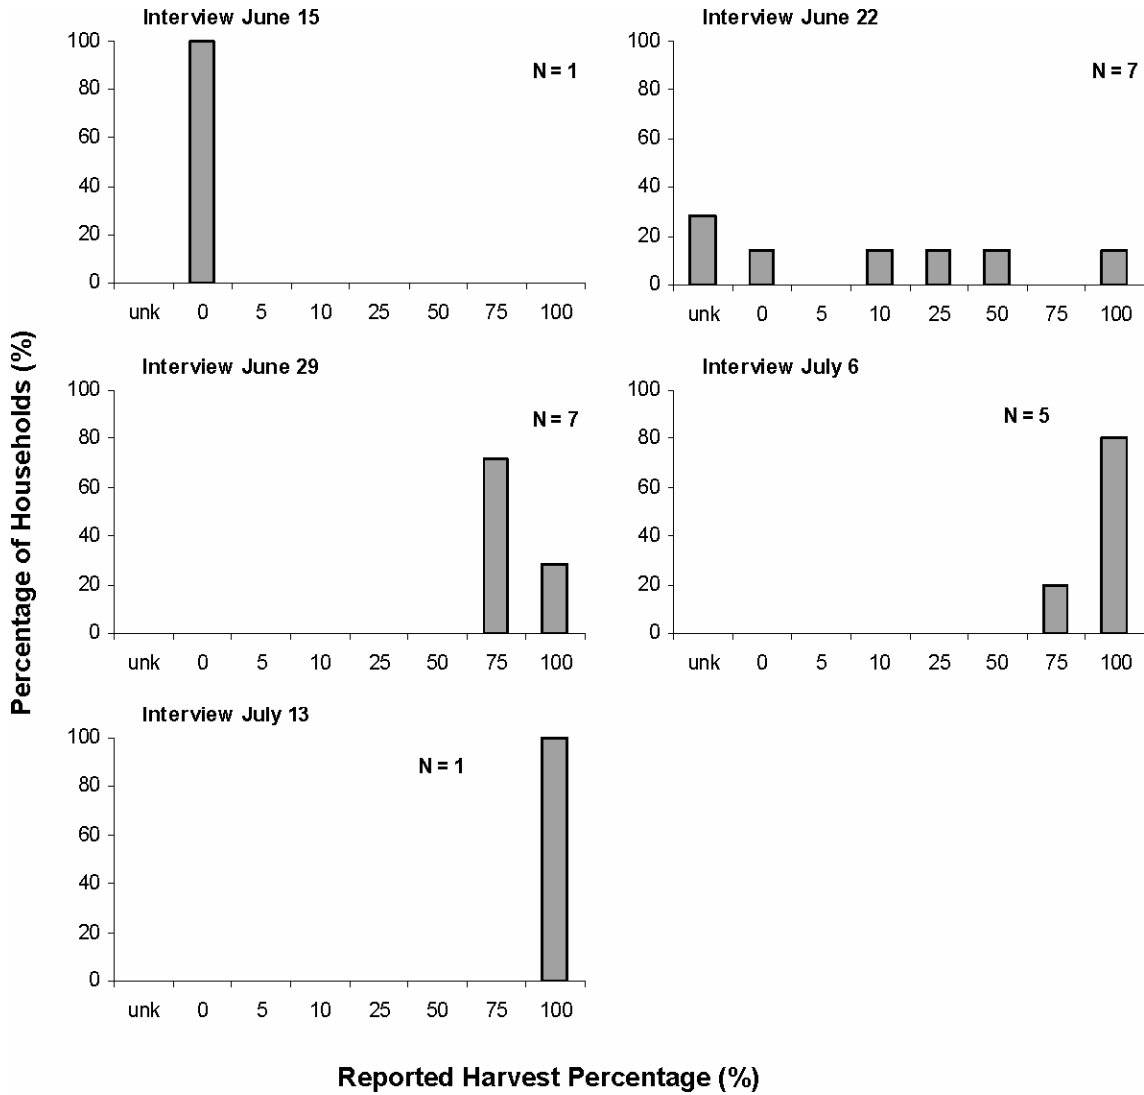 Interview June 15
N = 1
100
80
60
40
20
0
unk 0 5 10 25 50 75 100
Interview June 22
N = 7
100
80
60
40
20
0
unk 0 5 10 25 50 75 100
Interview June 29
N = 7
100
80
60
40
20
0
unk 0 5 10 25 50 75 100
Interview July 6
N = 5
100
80
60
40
20
0
unk 0 5 10 25 50 75 100
Interview July 13
N = 1
100
80
60
40
20
0
unk 0 5 10 25 50 75 100
Percentage of Households (%)
Reported Harvest Percentage (%)